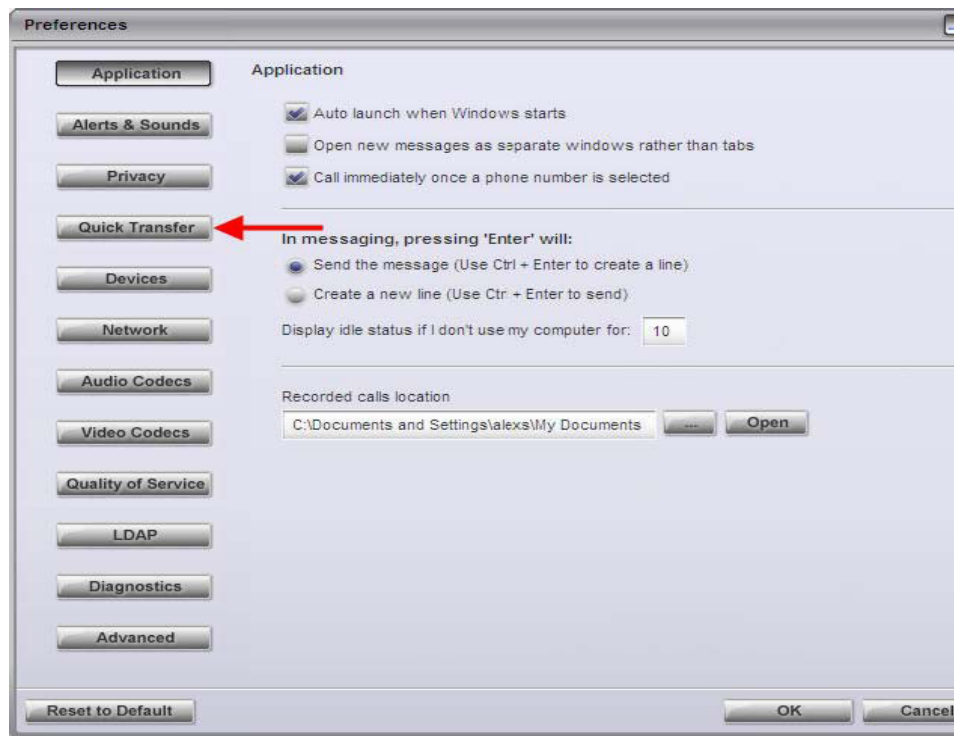 Preferences
Application
Alerts & Sounds
Privacy
Quick Transfer
Devices
Network
Audio Codecs
Video Codecs
Quality of Service
LDAP
Diagnostics
Advanced
Application
Auto launch when Windows starts
Open new messages as separate windows rather than tabs
Call immediately once a phone number is selected
In messaging, pressing 'Enter' will:
Send the message (Use Ctrl + Enter to create a line)
Create a new line (Use Ctrl + Enter to send)
Display idle status if I don't use my computer for: 10
Recorded calls location
C:\Documents and Settings\alexs\My Documents ... Open
Reset to Default OK Cancel